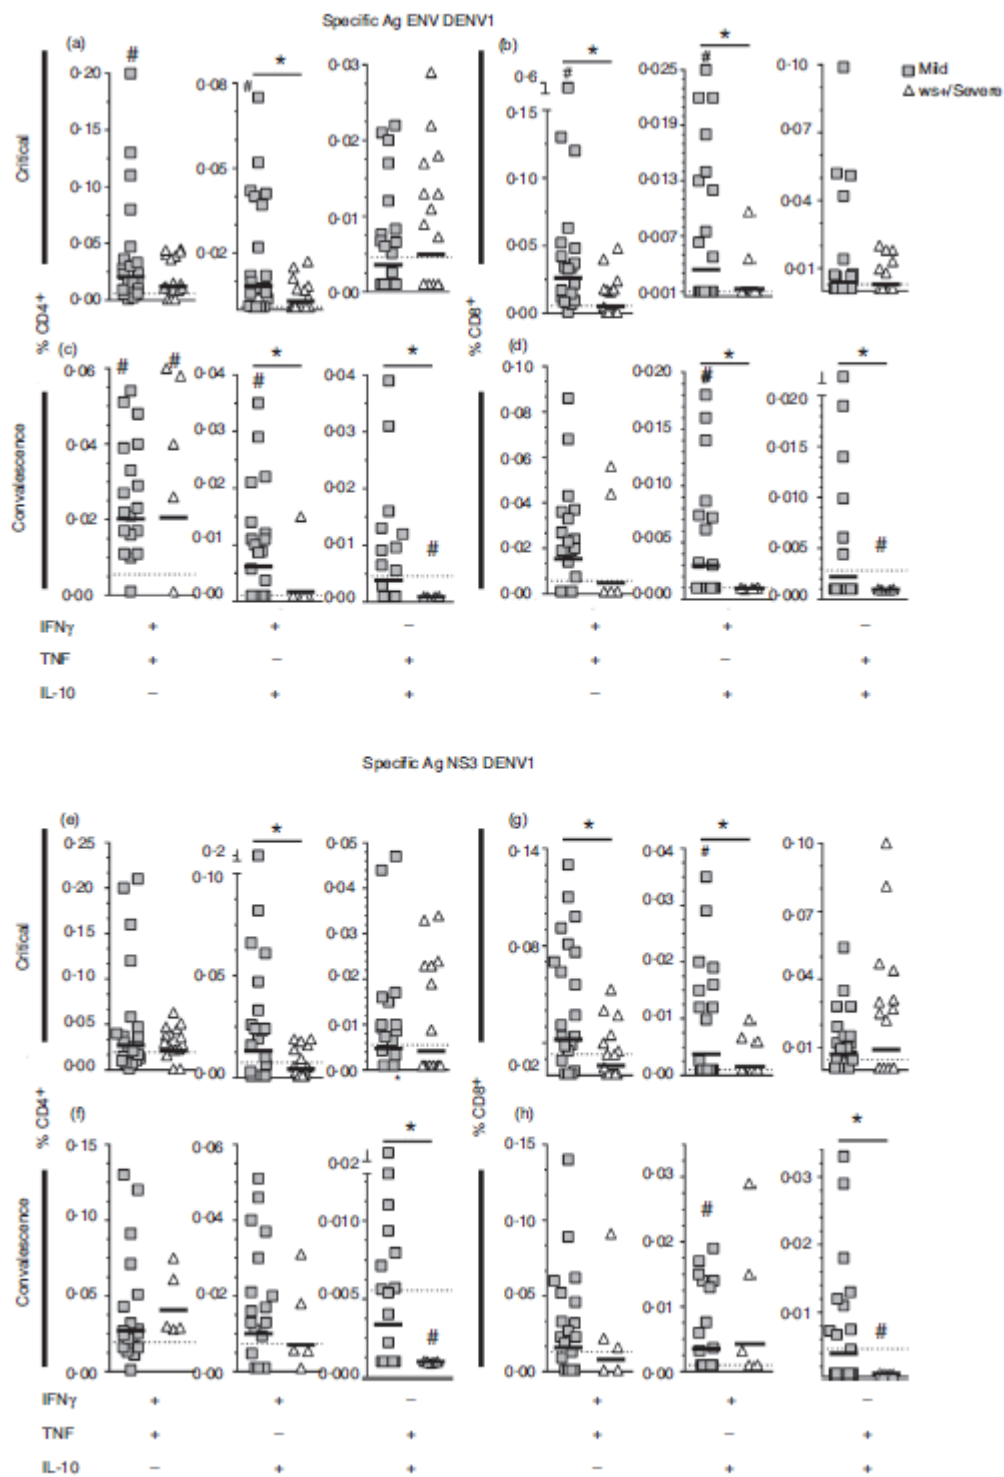 Specific Ag ENV DENV1
(a)
(b)
Mild
ws+/Severe
Critical
# * * *
# # #
0·20 0·15 0·10 0·05 0·00
0·08 0·05 0·02
0·03 0·02 0·01 0·00
0·6 0·15 0·10 0·05 0·00
0·025 0·019 0·013 0·007 0·001
0·10 0·07 0·04 0·01
% CD4+
% CD8+
(c)
(d)
Convalescence
# # * * * *
# # # #
0·06 0·04 0·02 0·00
0·04 0·03 0·02 0·01 0·00
0·04 0·03 0·02 0·01 0·00
0·10 0·08 0·06 0·04 0·02 0·00
0·020 0·015 0·010 0·005 0·000
0·020 0·015 0·010 0·005 0·000
IFNγ + + − + + −
TNF + − + + − +
IL-10 − + + − + +
Specific Ag NS3 DENV1
(e)
(g)
Critical
* * *
#
0·25 0·20 0·15 0·10 0·05 0·00
0·2 0·10 0·05 0·00
0·05 0·04 0·03 0·02 0·01 0·00
0·14 0·08 0·02
0·04 0·03 0·02 0·01 0·00
0·10 0·07 0·04 0·01
% CD4+
% CD8+
(f)
(h)
Convalescence
* *
# # #
0·15 0·10 0·05 0·00
0·06 0·04 0·02 0·00
0·02 0·010 0·005 0·000
0·15 0·10 0·05 0·00
0·03 0·02 0·01 0·00
0·03 0·02 0·01
IFNγ + + − + + −
TNF + − + + − +
IL-10 − + + − + +